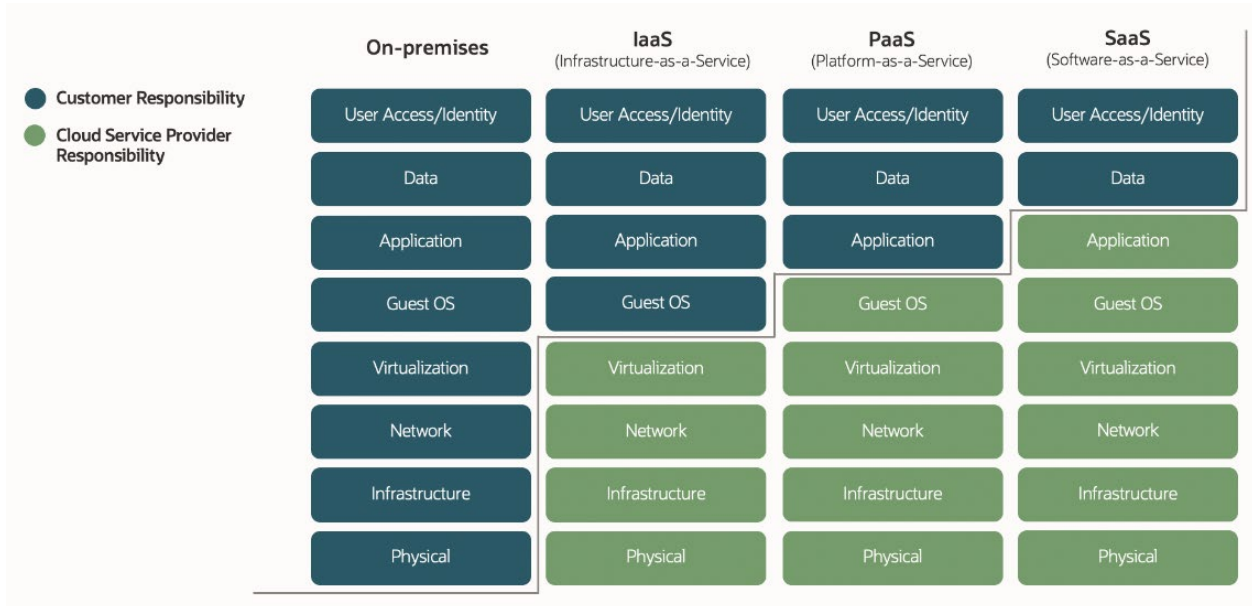 On-premises
IaaS
(Infrastructure-as-a-Service)
PaaS
(Platform-as-a-Service)
SaaS
(Software-as-a-Service)
Customer Responsibility
Cloud Service Provider
Responsibility
User Access/Identity
User Access/Identity
User Access/Identity
User Access/Identity
Data
Data
Data
Data
Application
Application
Application
Application
Guest OS
Guest OS
Guest OS
Guest OS
Virtualization
Virtualization
Virtualization
Virtualization
Network
Network
Network
Network
Infrastructure
Infrastructure
Infrastructure
Infrastructure
Physical
Physical
Physical
Physical